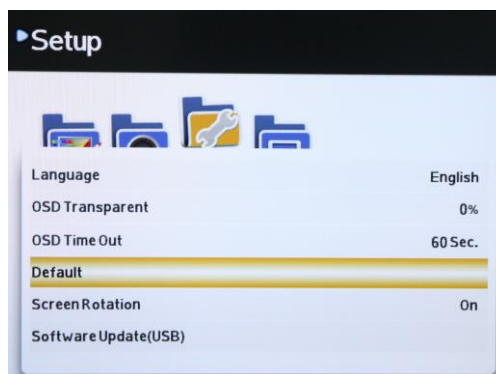 Setup
Language English
OSD Transparent 0%
OSD Time Out 60 Sec.
Default
Screen Rotation On
Software Update(USB)